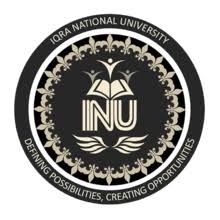 IQRA NATIONAL UNIVERSITY
INU
DEFINING POSSIBILITIES, CREATING OPPORTUNITIES